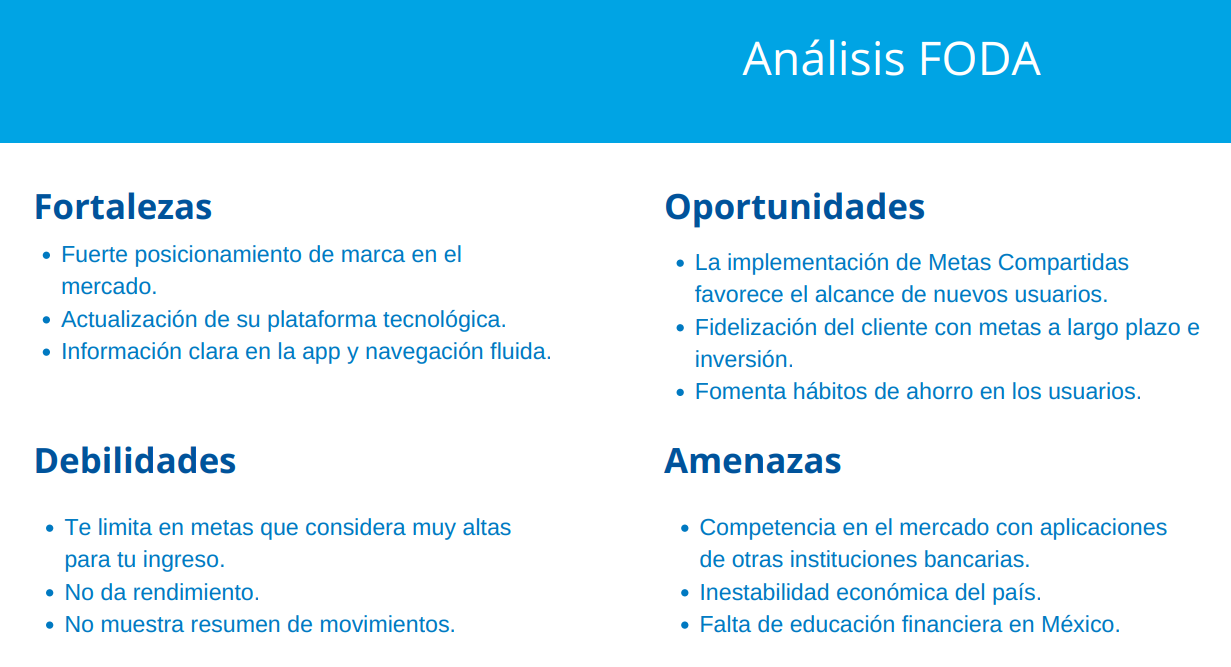 Análisis FODA
Fortalezas
• Fuerte posicionamiento de marca en el
mercado.
• Actualización de su plataforma tecnológica.
• Información clara en la app y navegación fluida.
Oportunidades
• La implementación de Metas Compartidas
favorece el alcance de nuevos usuarios.
• Fidelización del cliente con metas a largo plazo e
inversión.
• Fomenta hábitos de ahorro en los usuarios.
Debilidades
• Te limita en metas que considera muy altas
para tu ingreso.
• No da rendimiento.
• No muestra resumen de movimientos.
Amenazas
• Competencia en el mercado con aplicaciones
de otras instituciones bancarias.
• Inestabilidad económica del país.
• Falta de educación financiera en México.